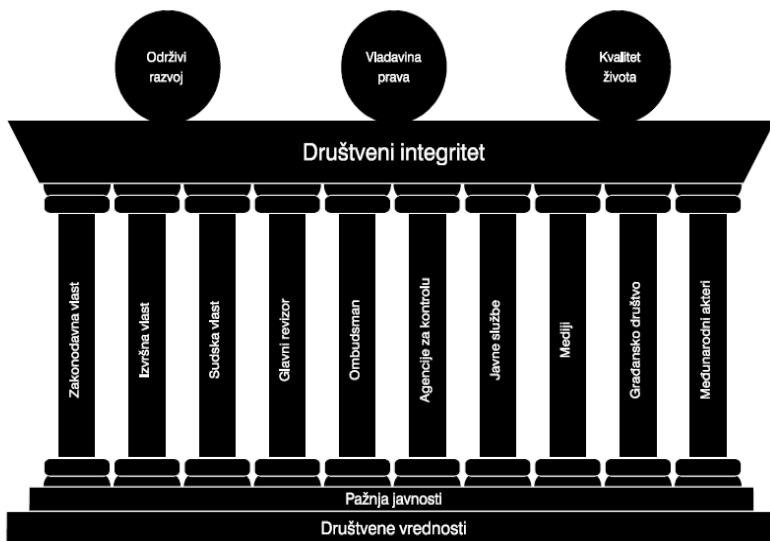 Održivi
razvoj
Vladavina
prava
Kvalitet
života
Društveni integritet
Zakonodavna vlast
Izvršna vlast
Sudska vlast
Glavni revizor
Ombudsman
Agencije za kontrolu
Javne službe
Mediji
Građansko društvo
Međunarodni akteri
Pažnja javnosti
Društvene vrednosti